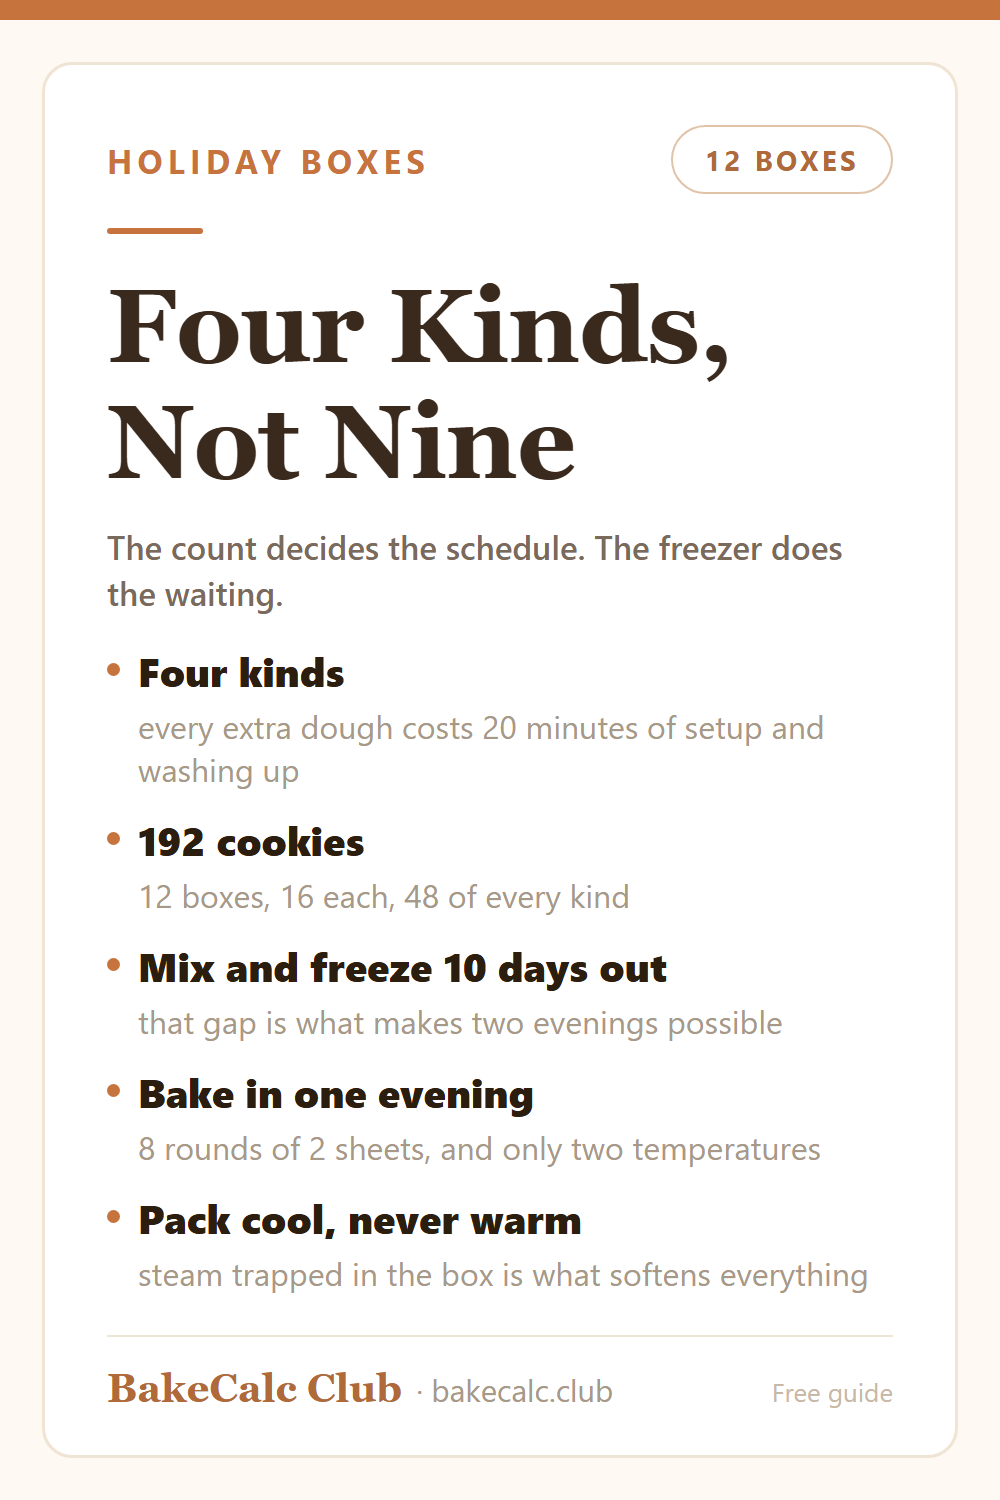 HOLIDAY BOXES
12 BOXES
Four Kinds,
Not Nine
The count decides the schedule. The freezer does
the waiting.
Four kinds
every extra dough costs 20 minutes of setup and
washing up
192 cookies
12 boxes, 16 each, 48 of every kind
Mix and freeze 10 days out
that gap is what makes two evenings possible
Bake in one evening
8 rounds of 2 sheets, and only two temperatures
Pack cool, never warm
steam trapped in the box is what softens everything
BakeCalc Club · bakecalc.club
Free guide